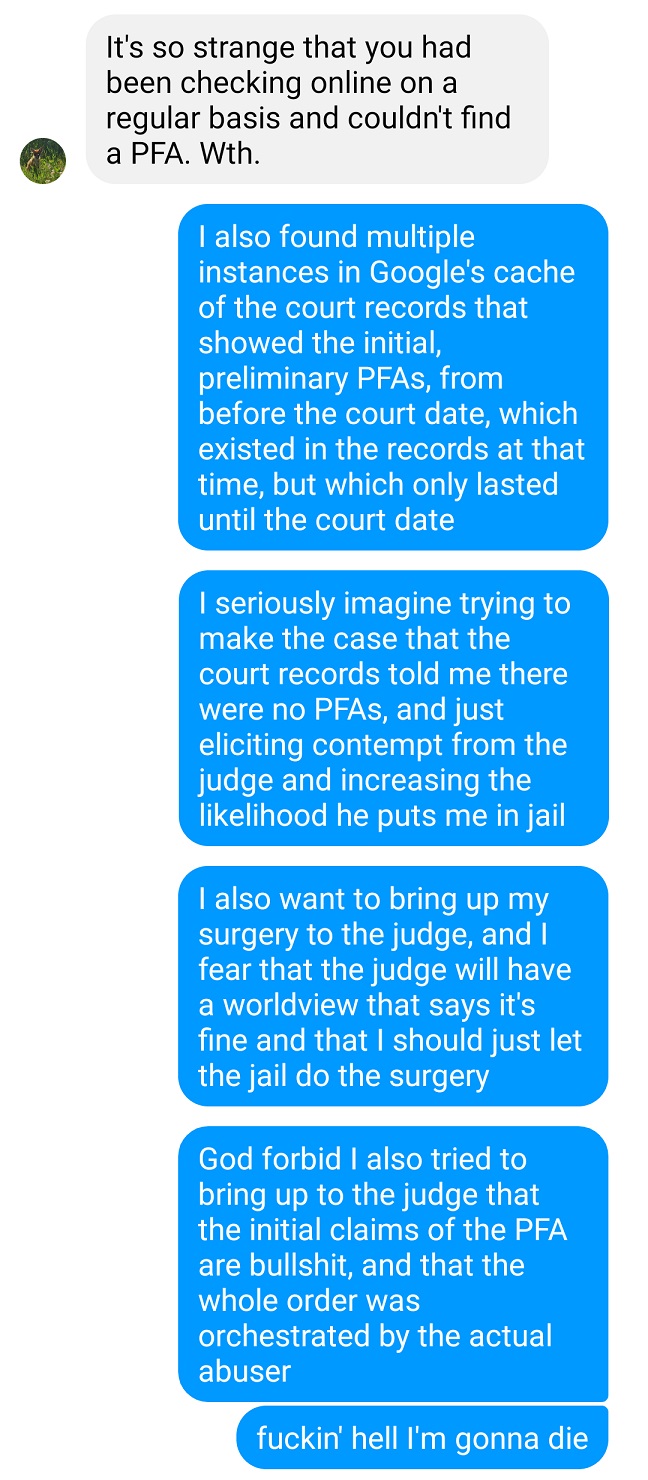 It's so strange that you had
been checking online on a
regular basis and couldn't find
a PFA. Wth.
I also found multiple
instances in Google's cache
of the court records that
showed the initial,
preliminary PFAs, from
before the court date, which
existed in the records at that
time, but which only lasted
until the court date
I seriously imagine trying to
make the case that the
court records told me there
were no PFAs, and just
eliciting contempt from the
judge and increasing the
likelihood he puts me in jail
I also want to bring up my
surgery to the judge, and I
fear that the judge will have
a worldview that says it's
fine and that I should just let
the jail do the surgery
God forbid I also tried to
bring up to the judge that
the initial claims of the PFA
are bullshit, and that the
whole order was
orchestrated by the actual
abuser
fuckin' hell I'm gonna die